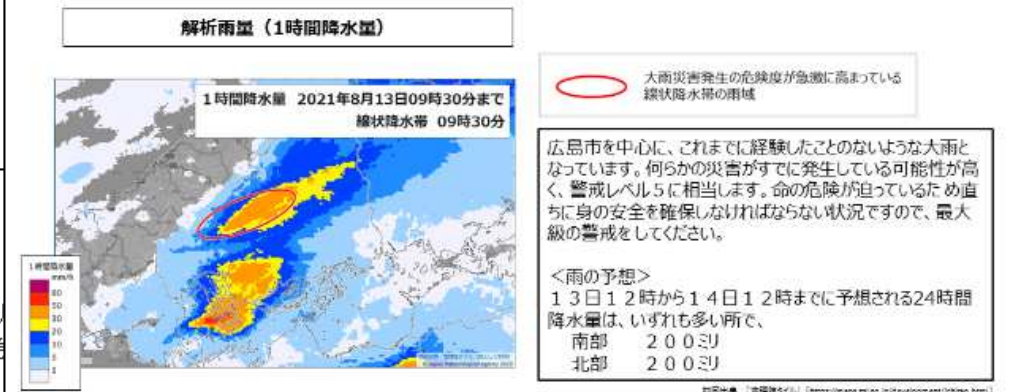 解析雨量（1時間降水量）
1時間降水量 2021年8月13日09時30分まで
線状降水帯 09時30分
大雨災害発生の危険度が急激に高まっている
線状降水帯の雨域
広島市を中心に、これまでに経験したことのないような大雨と
なっています。何らかの災害がすでに発生している可能性が高
く、警戒レベル５に相当します。命の危険が迫っているため直
ちに身の安全を確保しなければならない状況ですので、最大
級の警戒をしてください。
＜雨の予想＞
１３日１２時から１４日１２時までに予想される24時間
降水量は、いずれも多い所で、
南部　２００ミリ
北部　２００ミリ
1時間降水量
mm/h
80
50
30
20
10
5